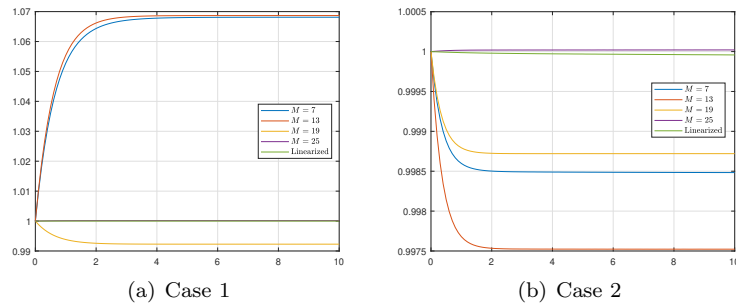 1.07
1.06
1.05
1.04
1.03
1.02
1.01
1
0.99
0 2 4 6 8 10
M = 7
M = 13
M = 19
M = 25
Linearized
(a) Case 1
1.0005
1
0.9995
0.999
0.9985
0.998
0.9975
0 2 4 6 8 10
M = 7
M = 13
M = 19
M = 25
Linearized
(b) Case 2